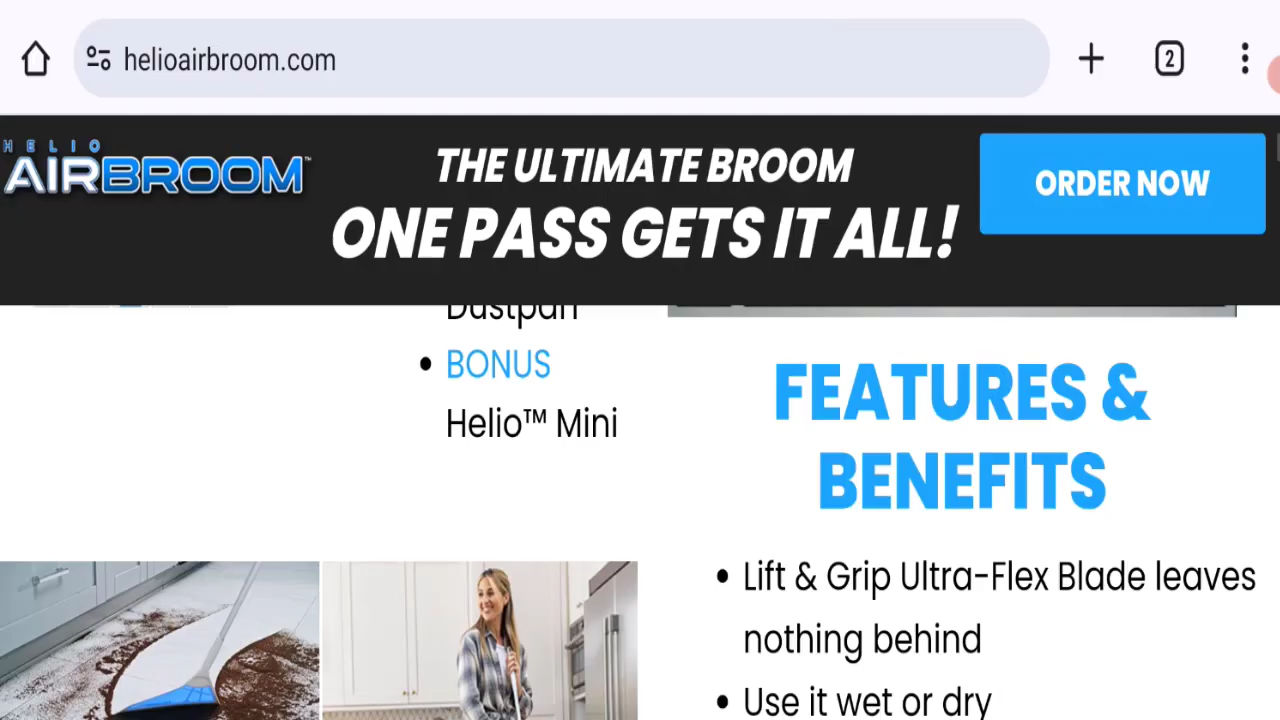 helioairbroom.com
2
HELIO
AIRBROOM™
THE ULTIMATE BROOM
ONE PASS GETS IT ALL!
ORDER NOW
Dustpan
• BONUS
Helio™ Mini
FEATURES &
BENEFITS
• Lift & Grip Ultra-Flex Blade leaves
nothing behind
• Use it wet or dry